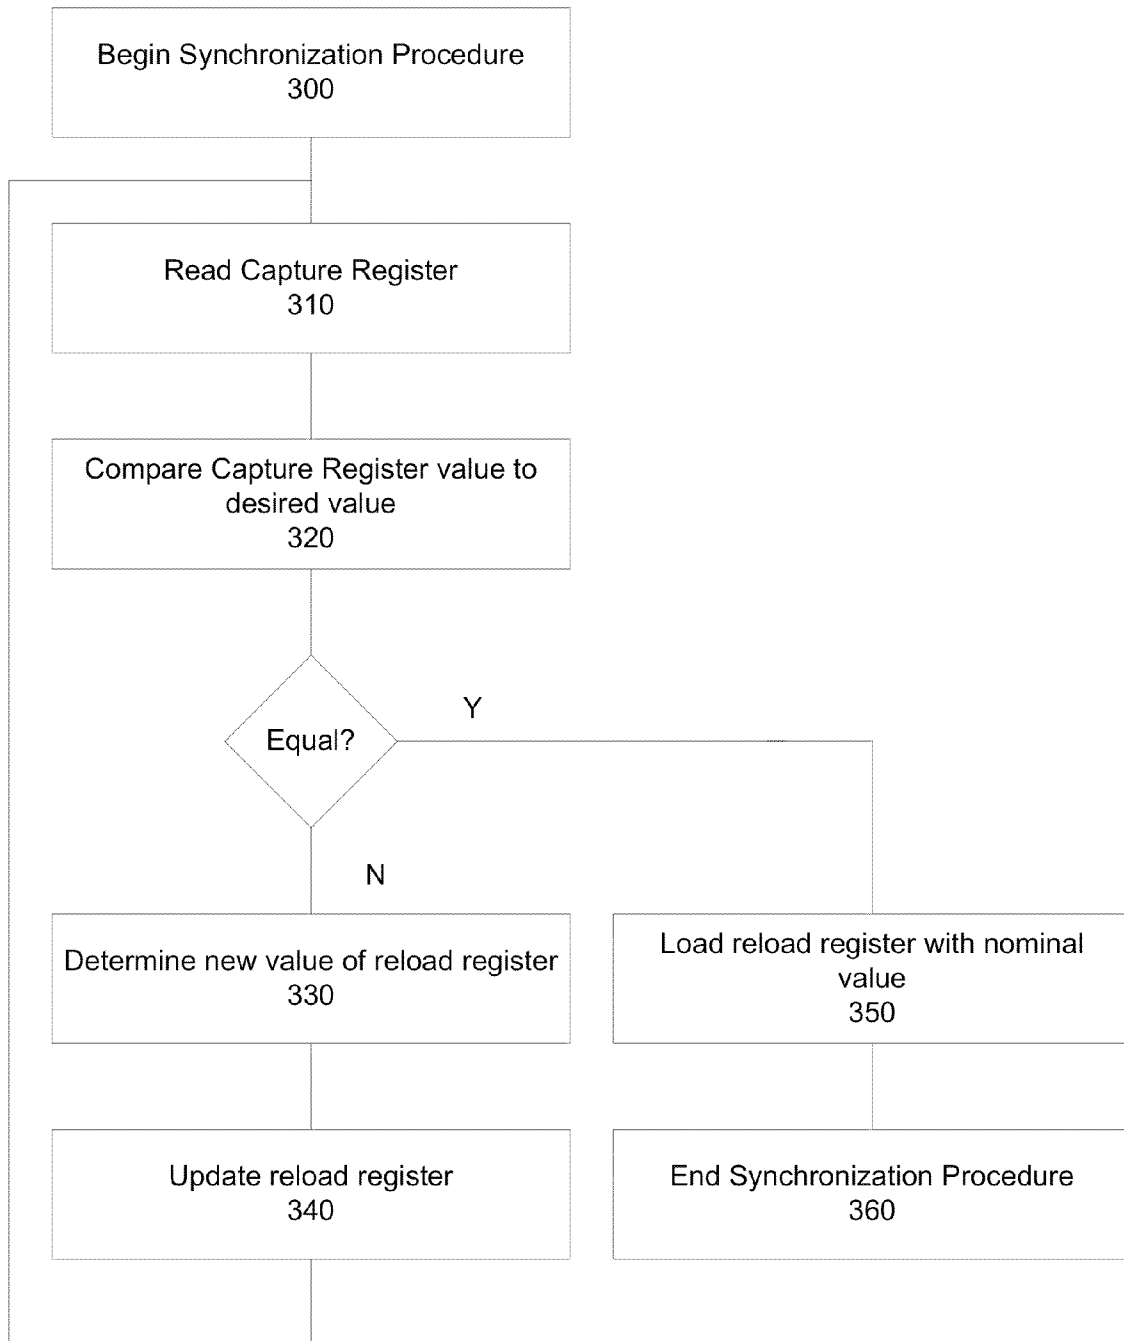 Begin Synchronization Procedure
300
Read Capture Register
310
Compare Capture Register value to
desired value
320
Equal?
Y
N
Determine new value of reload register
330
Load reload register with nominal
value
350
Update reload register
340
End Synchronization Procedure
360